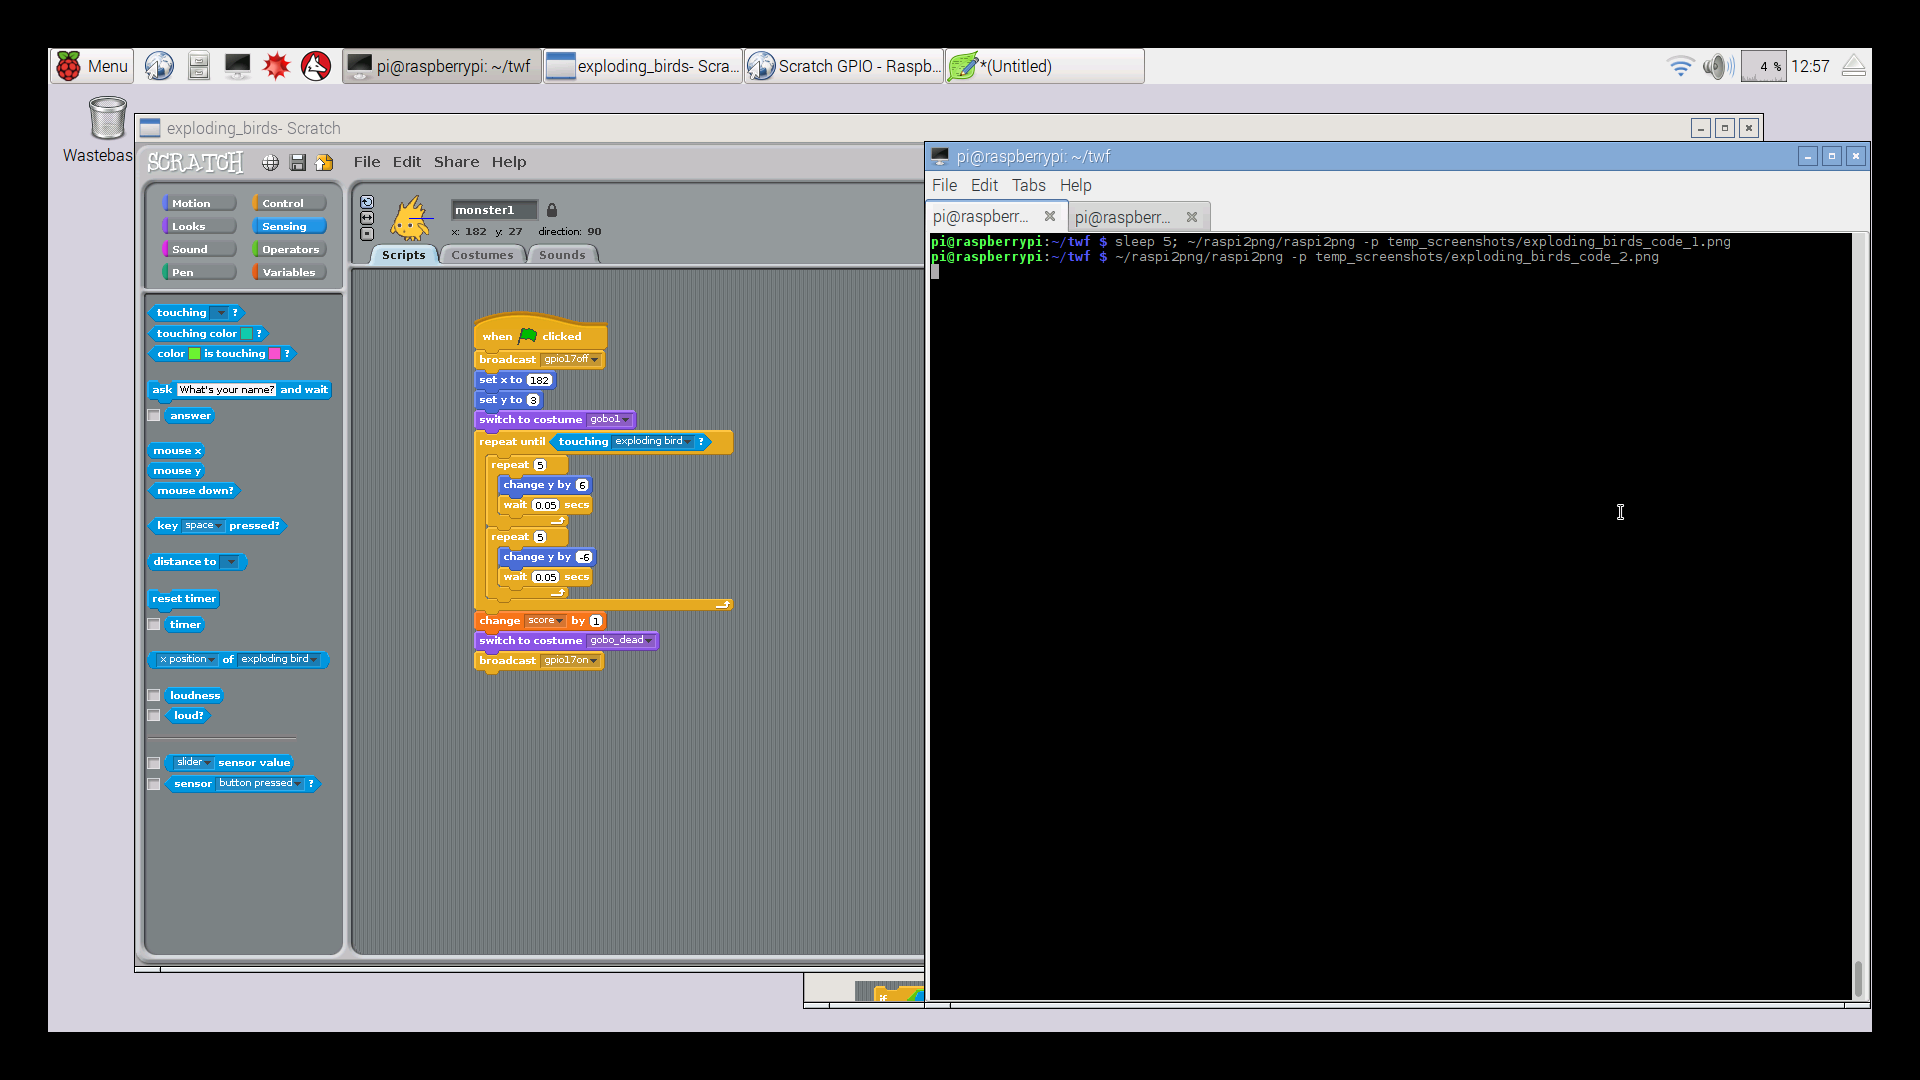 Menu
pi@raspberrypi: ~/twf
exploding_birds- Scra...
Scratch GPIO - Raspb...
*(Untitled)
4 %
12:57
Wastebas
exploding_birds- Scratch
SCRATCH
File Edit Share Help
Motion Control
Looks Sensing
Sound Operators
Pen Variables
touching ?
touching color ?
color is touching ?
ask What's your name? and wait
answer
mouse x
mouse y
mouse down?
key space pressed?
distance to
reset timer
timer
x position of exploding bird
loudness
loud?
slider sensor value
sensor button pressed ?
monster1
x: 182 y: 27 direction: 90
Scripts Costumes Sounds
when clicked
broadcast gpio17off
set x to 182
set y to 3
switch to costume gobo1
repeat until touching exploding bird ?
repeat 5
change y by 6
wait 0.05 secs
repeat 5
change y by -6
wait 0.05 secs
change score by 1
switch to costume gobo_dead
broadcast gpio17on
if
pi@raspberrypi: ~/twf
File Edit Tabs Help
pi@raspberr... pi@raspberr...
pi@raspberrypi:~/twf $ sleep 5; ~/raspi2png/raspi2png -p temp_screenshots/exploding_birds_code_1.png
pi@raspberrypi:~/twf $ ~/raspi2png/raspi2png -p temp_screenshots/exploding_birds_code_2.png